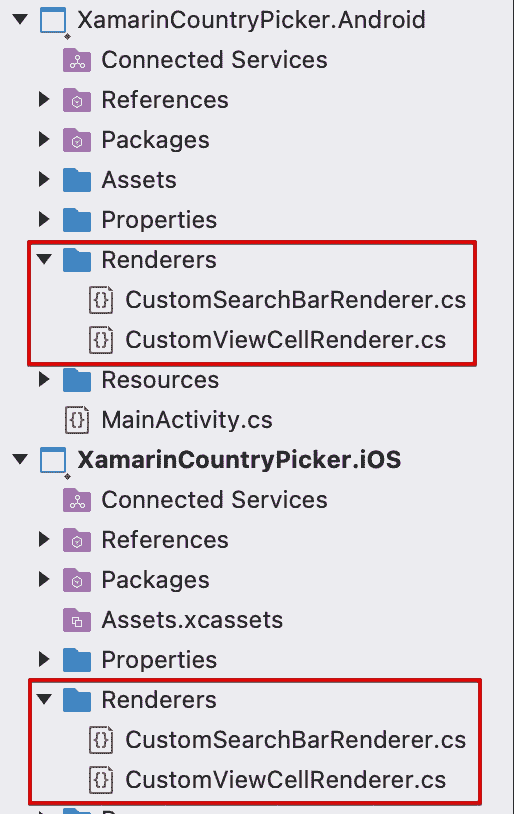 XamarinCountryPicker.Android
Connected Services
References
Packages
Assets
Properties
Renderers
CustomSearchBarRenderer.cs
CustomViewCellRenderer.cs
Resources
MainActivity.cs
XamarinCountryPicker.iOS
Connected Services
References
Packages
Assets.xcassets
Properties
Renderers
CustomSearchBarRenderer.cs
CustomViewCellRenderer.cs